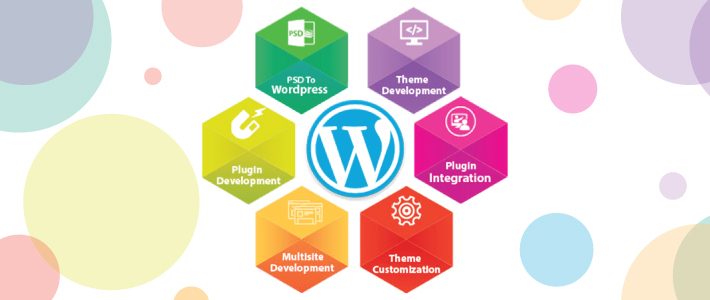 PSD
PSD To
Wordpress
Theme
Development
PlugIn
Development
W
PlugIn
Integration
Multisite
Development
Theme
Customization